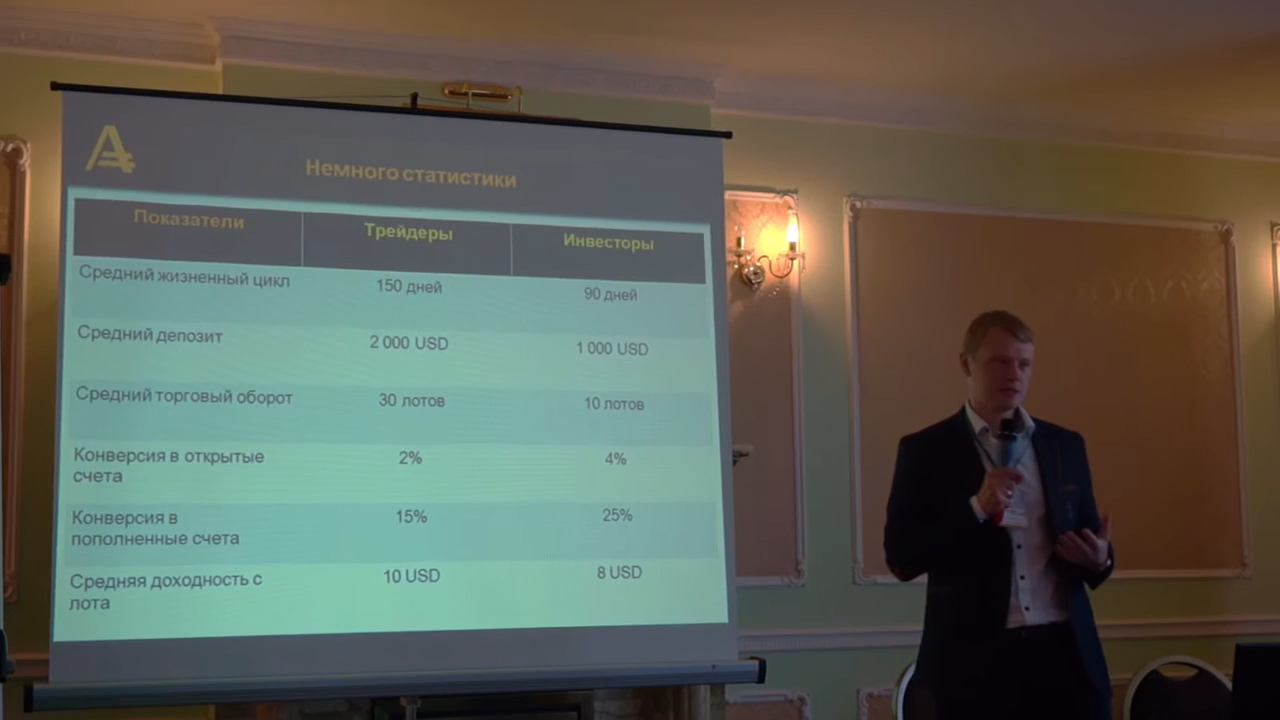 Немного статистики
Показатели Трейдеры Инвесторы
Средний жизненный цикл 150 дней 90 дней
Средний депозит 2 000 USD 1 000 USD
Средний торговый оборот 30 лотов 10 лотов
Конверсия в открытые 2% 4%
счета
Конверсия в 15% 25%
пополненные счета
Средняя доходность с 10 USD 8 USD
лота